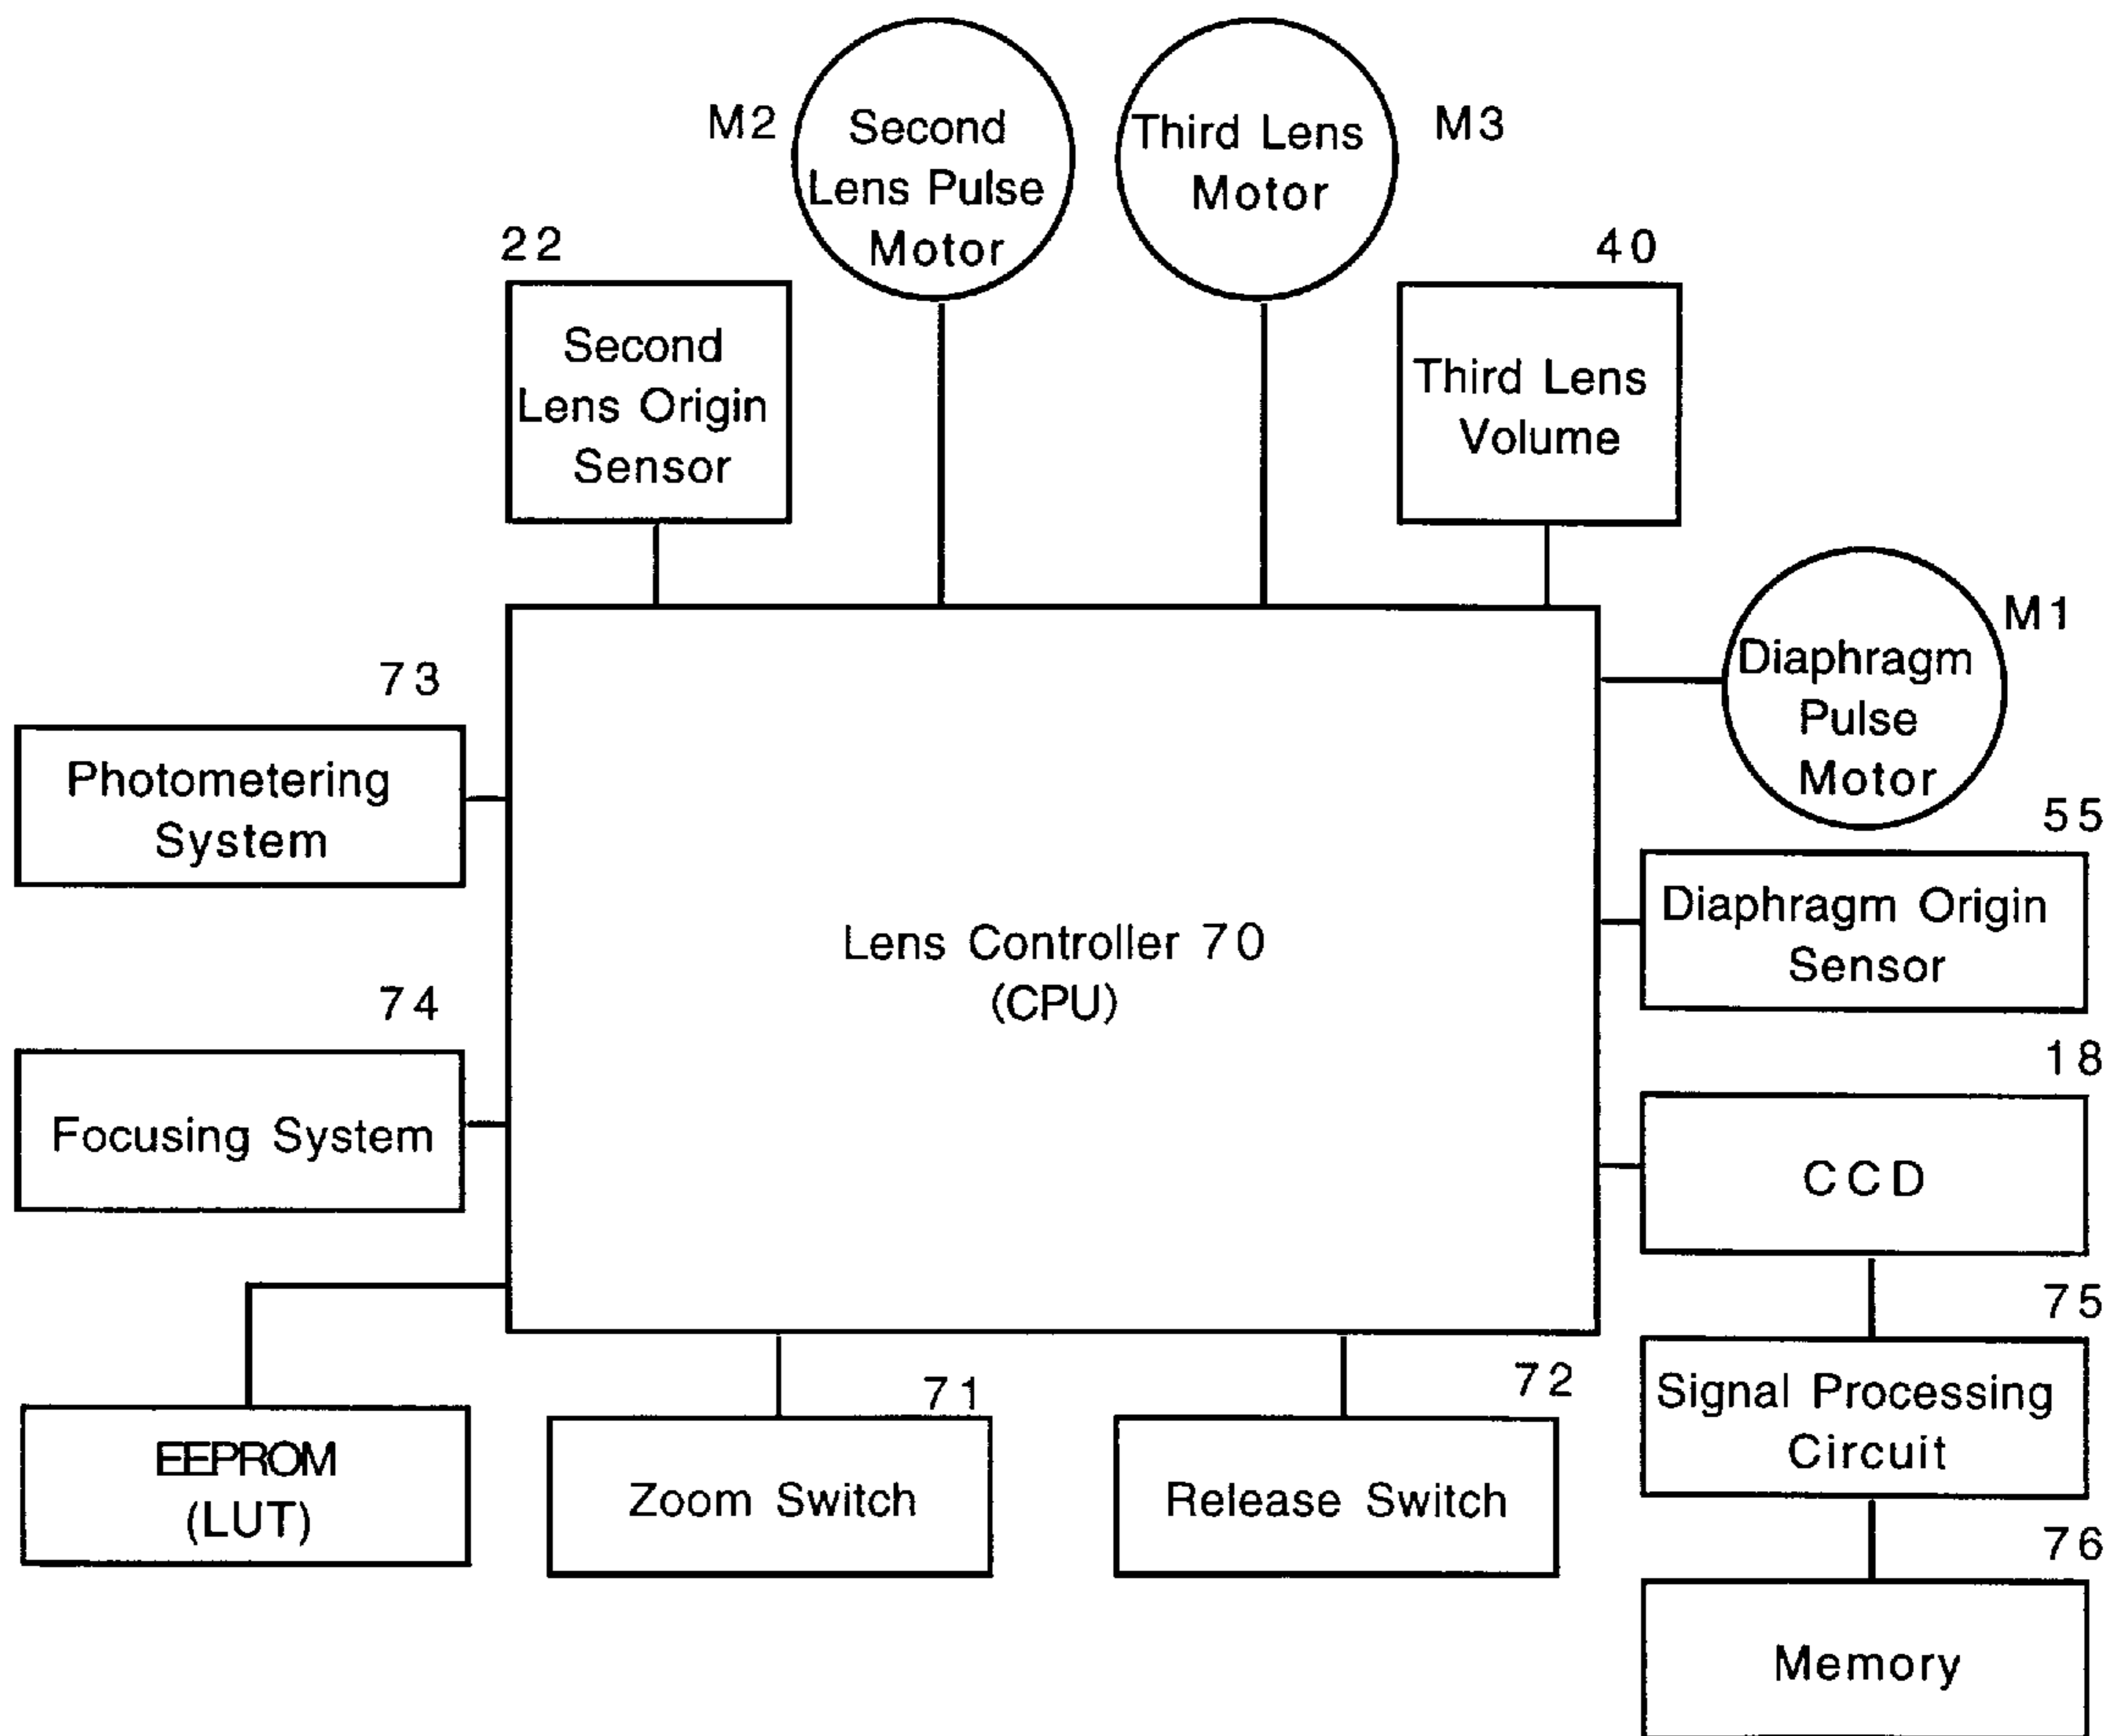 M2
Second
Lens Pulse
Motor
Third Lens
Motor
M3
22
Second
Lens Origin
Sensor
40
Third Lens
Volume
M1
Diaphragm
Pulse
Motor
73
Photometering
System
55
Diaphragm Origin
Sensor
Lens Controller 70
(CPU)
74
Focusing System
18
CCD
75
Signal Processing
Circuit
EEPROM
(LUT)
71
Zoom Switch
72
Release Switch
76
Memory